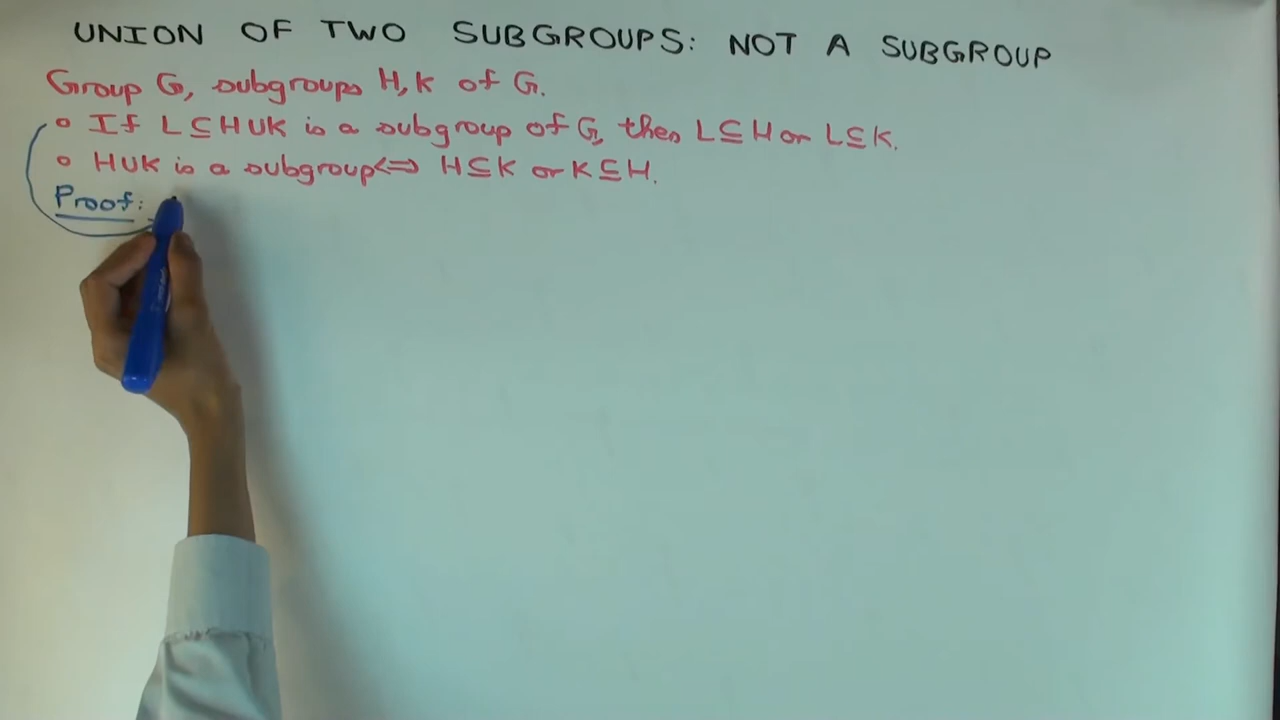 UNION OF TWO SUBGROUPS: NOT A SUBGROUP
Group G, subgroups H, K of G.
• If L ⊆ H ∪ K is a subgroup of G, then L ⊆ H or L ⊆ K.
• H ∪ K is a subgroup ⇔ H ⊆ K or K ⊆ H.
Proof: